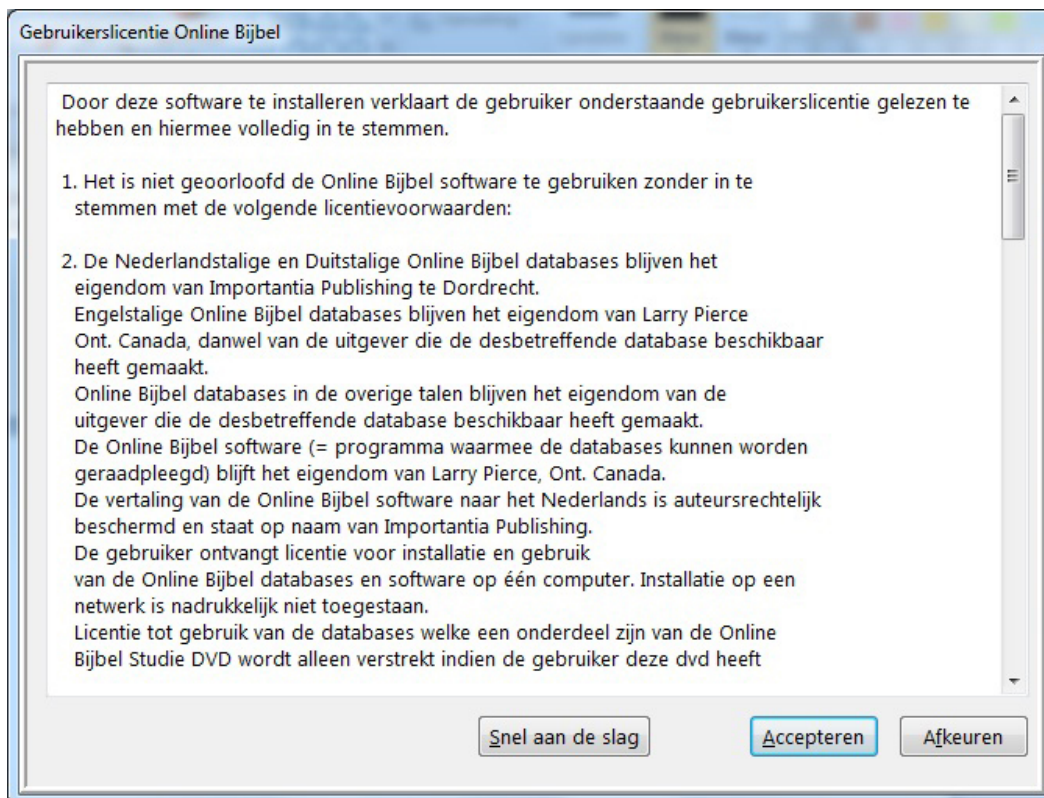 Gebruikerslicentie Online Bijbel
Door deze software te installeren verklaart de gebruiker onderstaande gebruikerslicentie gelezen te
hebben en hiermee volledig in te stemmen.
1. Het is niet geoorloofd de Online Bijbel software te gebruiken zonder in te
stemmen met de volgende licentievoorwaarden:
2. De Nederlandstalige en Duitstalige Online Bijbel databases blijven het
eigendom van Importantia Publishing te Dordrecht.
Engelstalige Online Bijbel databases blijven het eigendom van Larry Pierce
Ont. Canada, danwel van de uitgever die de desbetreffende database beschikbaar
heeft gemaakt.
Online Bijbel databases in de overige talen blijven het eigendom van de
uitgever die de desbetreffende database beschikbaar heeft gemaakt.
De Online Bijbel software (= programma waarmee de databases kunnen worden
geraadpleegd) blijft het eigendom van Larry Pierce, Ont. Canada.
De vertaling van de Online Bijbel software naar het Nederlands is auteursrechtelijk
beschermd en staat op naam van Importantia Publishing.
De gebruiker ontvangt licentie voor installatie en gebruik
van de Online Bijbel databases en software op één computer. Installatie op een
netwerk is nadrukkelijk niet toegestaan.
Licentie tot gebruik van de databases welke een onderdeel zijn van de Online
Bijbel Studie DVD wordt alleen verstrekt indien de gebruiker deze dvd heeft
Snel aan de slag
Accepteren
Afkeuren